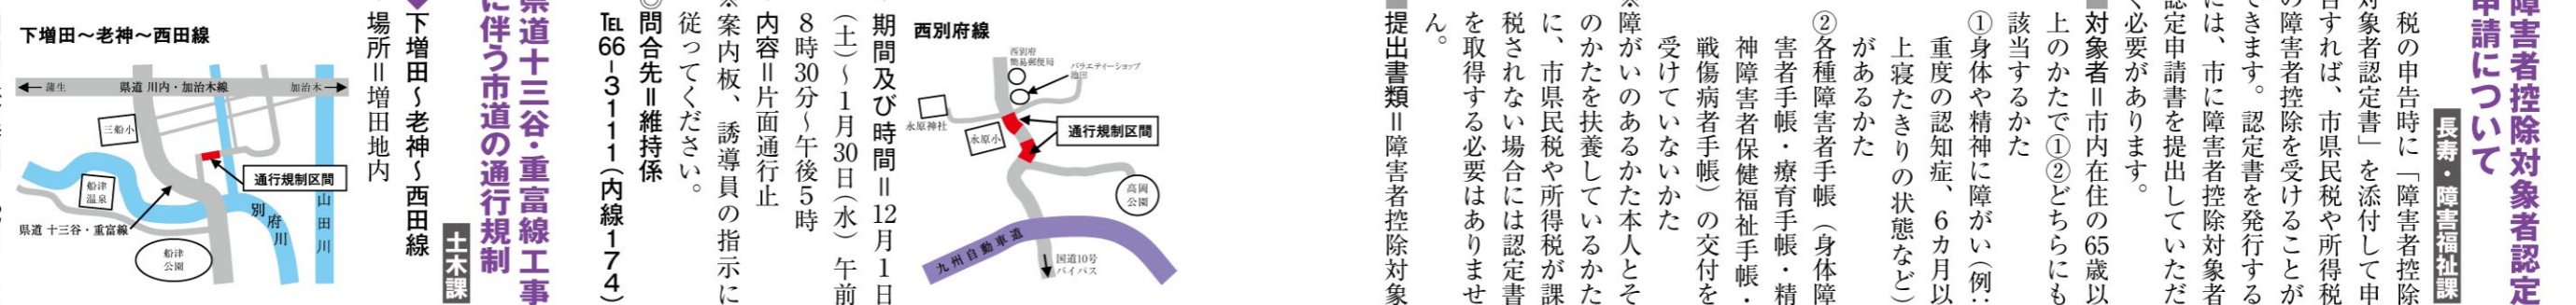 障害者控除対象者認定
申請について
長寿・障害福祉課
税の申告時に「障害者控除
対象者認定書」を添付して申
告すれば、市県民税や所得税
の障害者控除を受けることが
できます。認定書を発行する
には、市に障害者控除対象者
認定申請書を提出していただ
く必要があります。
■対象者＝市内在住の65歳以
上のかたで①②どちらにも
該当するかた
①身体や精神に障がい（例：
重度の認知症、6カ月以
上寝たきりの状態など）
があるかた
②各種障害者手帳（身体障
害者手帳・療育手帳・精
神障害者保健福祉手帳・
戦傷病者手帳）の交付を
受けていないかた
※障がいのあるかた本人とそ
のかたを扶養しているかた
に、市県民税や所得税が課
税されない場合には認定書
を取得する必要はありませ
ん。
■提出書類＝障害者控除対象
西別府線
西別府
簡易郵便局
バラエティーショップ
池田
永原神社
永原小
通行規制区間
高岡
公園
九州自動車道
国道10号
バイパス
期間及び時間＝12月1日
（土）～1月30日（水）午前
8時30分～午後5時
内容＝片面通行止
※案内板、誘導員の指示に
従ってください。
◎問合先＝維持係
℡66-3111（内線174）
県道十三谷・重富線工事
に伴う市道の通行規制
土木課
◆下増田～老神～西田線
場所＝増田地内
下増田～老神～西田線
蒲生
県道 川内・加治木線
加治木
三船小
通行規制区間
船津
温泉
県道 十三谷・重富線
船津
公園
別府川
山田川